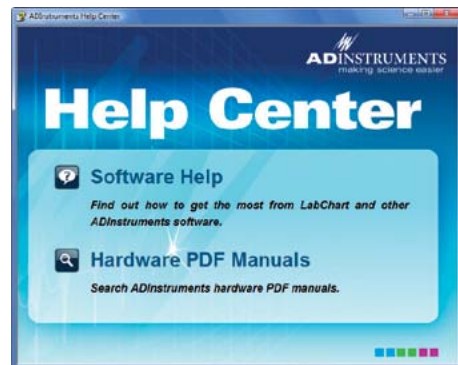 ADInstruments Help Center
ADINSTRUMENTS
making science easier
Help Center
Software Help
Find out how to get the most from LabChart and other
ADInstruments software.
Hardware PDF Manuals
Search ADInstruments hardware PDF manuals.